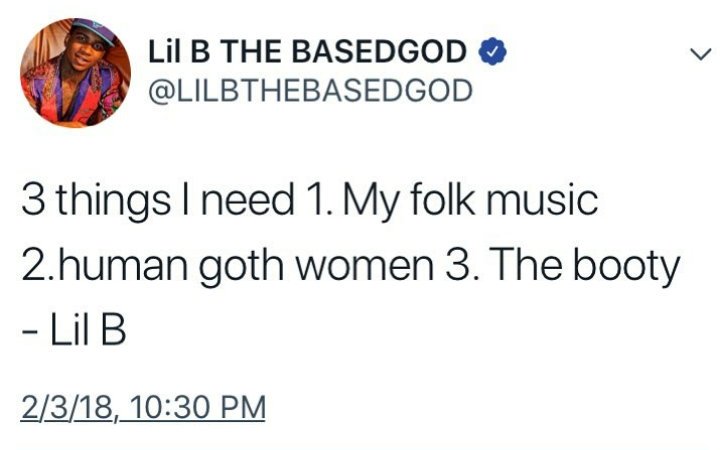 Lil B THE BASEDGOD
@LILBTHEBASEDGOD
3 things I need 1. My folk music
2.human goth women 3. The booty
- Lil B
2/3/18, 10:30 PM